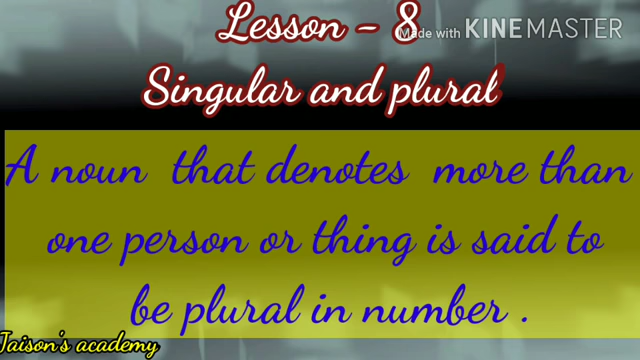 Lesson - 8
Made with KINEMASTER
Singular and plural
A noun that denotes more than
one person or thing is said to
be plural in number .
Jaison's academy